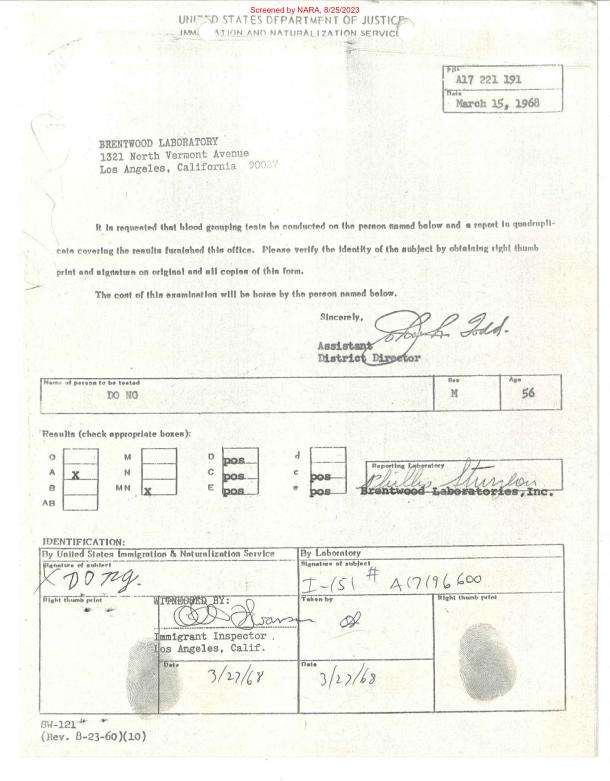 Screened by NARA, 8/25/2023
UNITED STATES DEPARTMENT OF JUSTICE
IMMIGRATION AND NATURALIZATION SERVICE
File
A17 221 191
Date
March 15, 1968
BRENTWOOD LABORATORY
1321 North Vermont Avenue
Los Angeles, California 90027
It is requested that blood grouping tests be conducted on the person named below and a report in quadrupli-
cate covering the results furnished this office. Please verify the identity of the subject by obtaining right thumb
print and signature on original and all copies of this form.
The cost of this examination will be borne by the person named below.
Sincerely,
Todd.
Assistant
District Director
Name of person to be tested
DO NG
Sex
M
Age
56
Results (check appropriate boxes):
O
A X
B
AB
M
N
MN X
D pos
C pos
E pos
d
c pos
e pos
Reporting Laboratory
Phillis Sturdon
Brentwood Laboratories, Inc.
IDENTIFICATION:
By United States Immigration & Naturalization Service
By Laboratory
Signature of subject
X DO ng.
Signature of subject
I-151 # A17196600
Right thumb print
WITNESSED BY:
Immigrant Inspector
Los Angeles, Calif.
Date
3/27/68
Taken by
Date
3/27/68
Right thumb print
SW-121
(Rev. 8-23-60)(10)